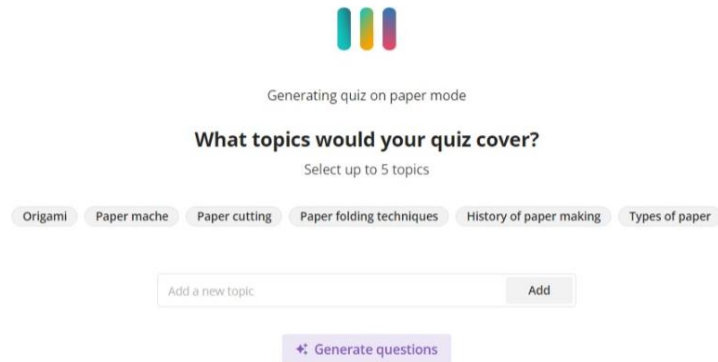 Generating quiz on paper mode
What topics would your quiz cover?
Select up to 5 topics
Origami Paper mache Paper cutting Paper folding techniques History of paper making Types of paper
Add a new topic Add
Generate questions